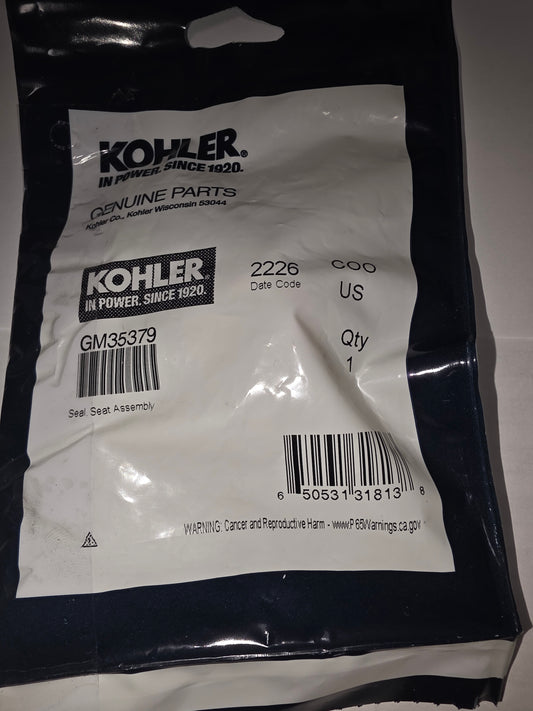 KOHLER®
IN POWER. SINCE 1920.
GENUINE PARTS
Kohler Co., Kohler Wisconsin 53044
KOHLER®
IN POWER. SINCE 1920.
2226
Date Code
COO
US
GM35379
Qty
1
Seal, Seat Assembly
6 50531 31813 8
WARNING: Cancer and Reproductive Harm - www.P65Warnings.ca.gov